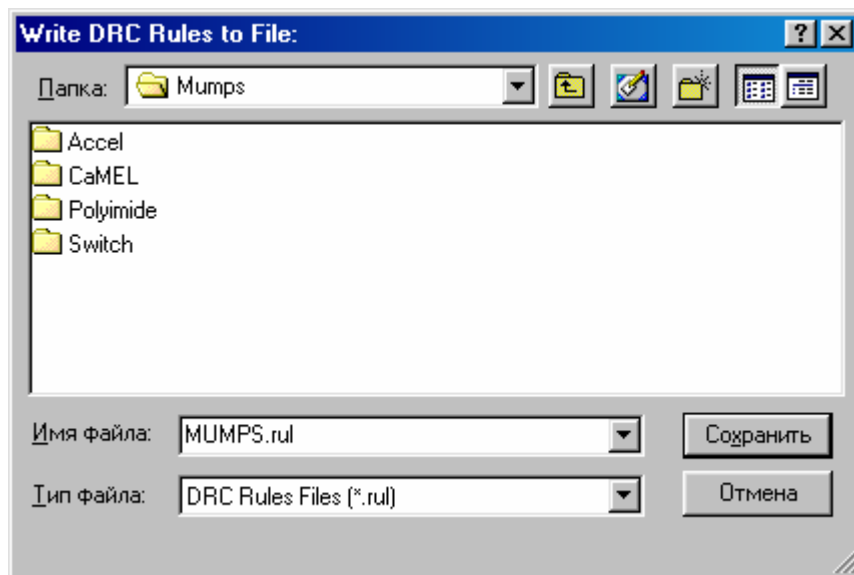 Write DRC Rules to File:
Папка: Mumps
Accel
CaMEL
Polyimide
Switch
Имя файла: MUMPS.rul Сохранить
Тип файла: DRC Rules Files (*.rul) Отмена